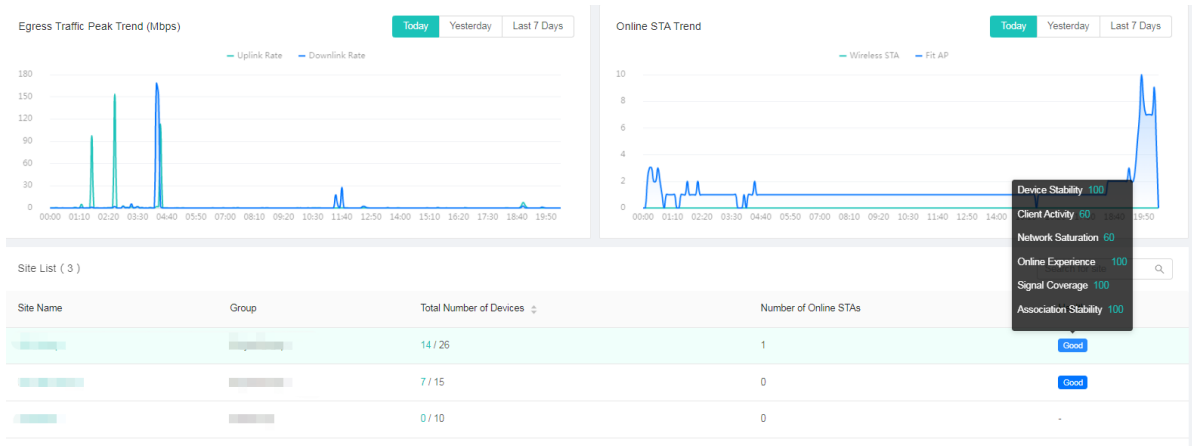 Egress Traffic Peak Trend (Mbps)
Today Yesterday Last 7 Days
Uplink Rate Downlink Rate
180
150
120
90
60
30
0
00:00 01:10 02:20 03:30 04:40 05:50 07:00 08:10 09:20 10:30 11:40 12:50 14:00 15:10 16:20 17:30 18:40 19:50
Online STA Trend
Today Yesterday Last 7 Days
Wireless STA Fit AP
10
8
6
4
2
0
00:00 01:10 02:20 03:30 04:40 05:50 07:00 08:10 09:20 10:30 11:40 12:50 14:00 19:50
Device Stability 100
Client Activity 60
Network Saturation 60
Online Experience 100
Signal Coverage 100
Association Stability 100
Site List ( 3 )
Site Name Group Total Number of Devices Number of Online STAs
14 / 26 1 Good
7 / 15 0 Good
0 / 10 0 -